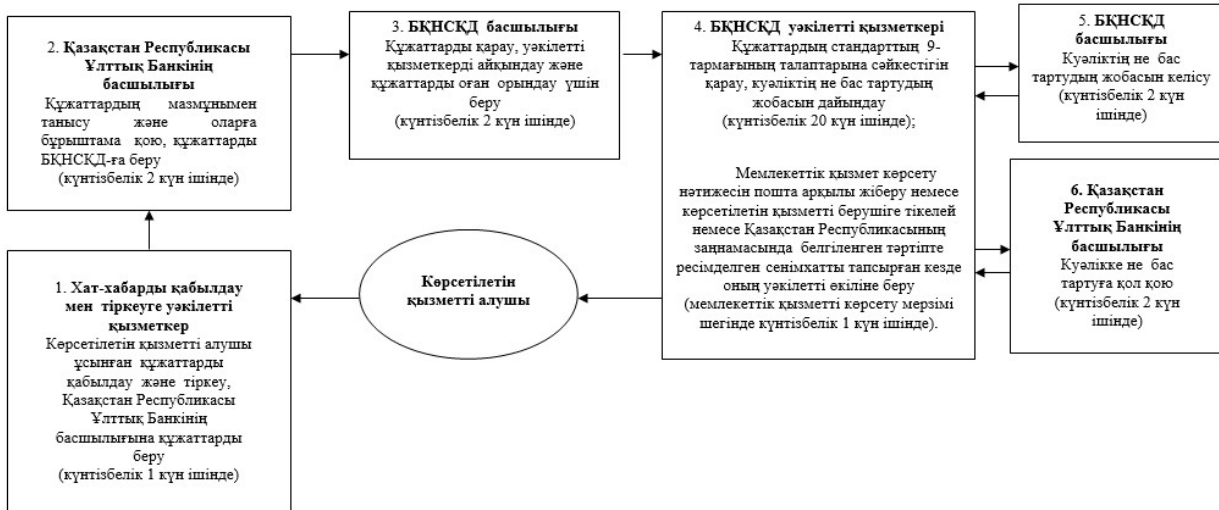 1. Хат-хабарды қабылдау
мен тіркеуге уәкілетті
қызметкер
Көрсетілетін қызметті алушы
ұсынған құжаттарды
қабылдау және тіркеу,
Қазақстан Республикасы
Ұлттық Банкінің
басшылығына құжаттарды
беру
(күнтізбелік 1 күн ішінде)
2. Қазақстан Республикасы
Ұлттық Банкінің
басшылығы
Құжаттардың мазмұнымен
танысу және оларға
бұрыштама қою, құжаттарды
БҚНСҚД-ға беру
(күнтізбелік 2 күн ішінде)
3. БҚНСҚД басшылығы
Құжаттарды қарау, уәкілетті
қызметкерді айқындау және
құжаттарды оған орындау үшін
беру
(күнтізбелік 2 күн ішінде)
4. БҚНСҚД уәкілетті қызметкері
Құжаттардың стандарттың 9-
тармағының талаптарына сәйкестігін
қарау, куәліктің не бас тартудың
жобасын дайындау
(күнтізбелік 20 күн ішінде);
Мемлекеттік қызмет көрсету
нәтижесін пошта арқылы жіберу немесе
көрсетілетін қызметті берушіге тікелей
немесе Қазақстан Республикасының
заңнамасында белгіленген тәртіпте
ресімделген сенімхатты тапсырған кезде
оның уәкілетті өкіліне беру
(мемлекеттік қызметті көрсету мерзімі
шегінде күнтізбелік 1 күн ішінде).
5. БҚНСҚД
басшылығы
Куәліктің не бас
тартудың жобасын келісу
(күнтізбелік 2 күн
ішінде)
6. Қазақстан
Республикасы
Ұлттық Банкінің
басшылығы
Куәлікке не бас
тартуға қол қою
(күнтізбелік 2 күн
ішінде)
Көрсетілетін
қызметті алушы